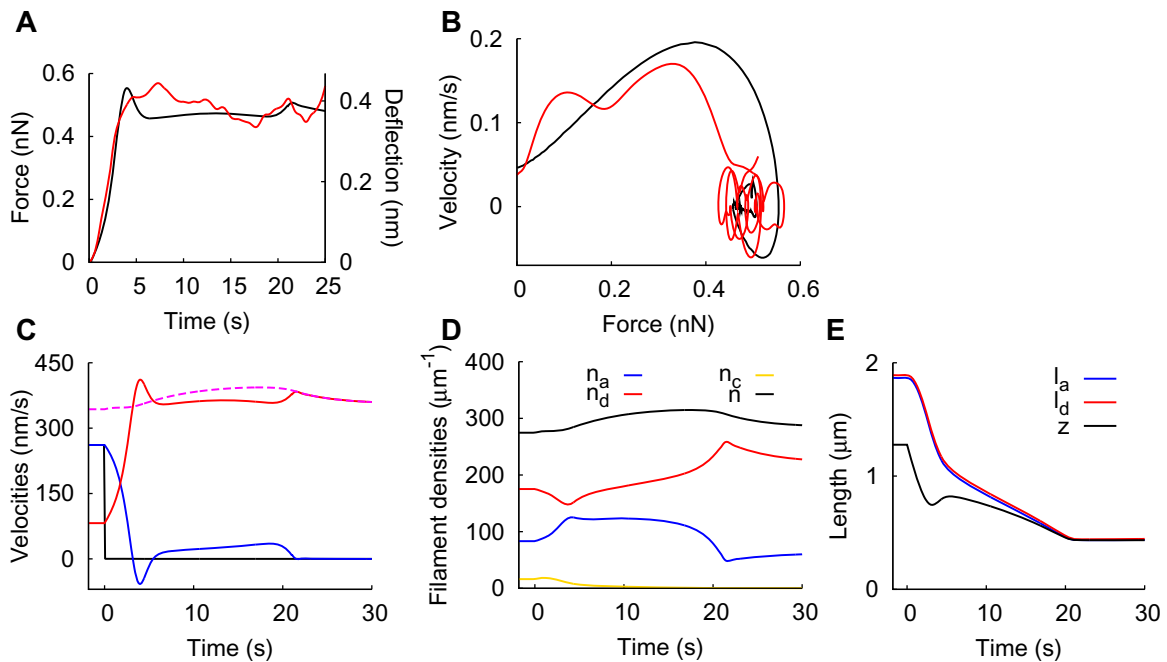 A
Force (nN)
0.6
0.4
0.2
0
0.4
0.2
0
Deflection (nm)
0 5 10 15 20 25
Time (s)
B
Velocity (nm/s)
0.2
0.1
0
0 0.2 0.4 0.6
Force (nN)
C
Velocities (nm/s)
450
300
150
0
0 10 20 30
Time (s)
D
Filament densities (μm⁻¹)
400
300
200
100
0
n_a n_c
n_d n
0 10 20 30
Time (s)
E
Length (μm)
2
1
0
l_a
l_d
z
0 10 20 30
Time (s)